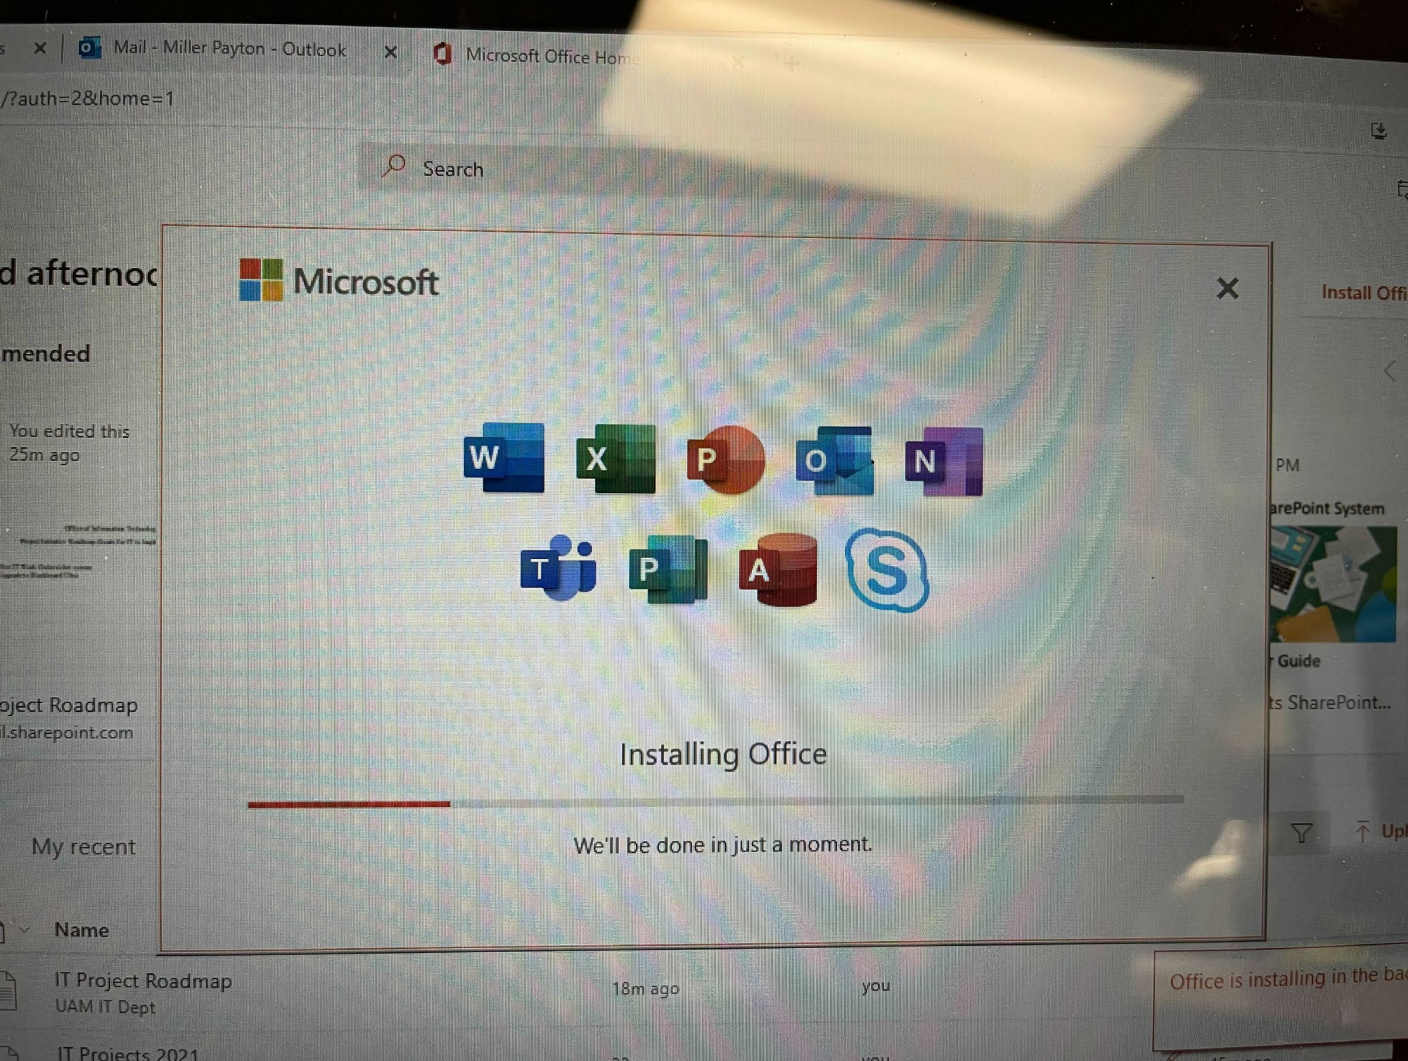 s
Mail - Miller Payton - Outlook
Microsoft Office Hom
/?auth=2&home=1
Search
d afternoo
Microsoft
Install Offi
mended
You edited this
25m ago
W X P O N
PM
arePoint System
T P A S
Guide
oject Roadmap
il.sharepoint.com
ts SharePoint...
Installing Office
We'll be done in just a moment.
Upl
My recent
Name
IT Project Roadmap
UAM IT Dept
18m ago
you
Office is installing in the bac
IT Projects 2021
you